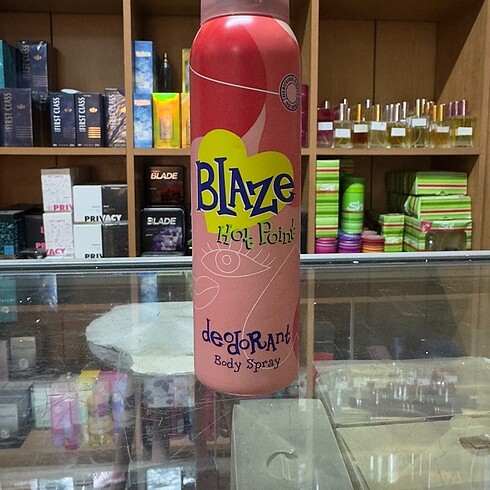 BLAZE
Hot Point
deodorant
Body Spray
FIRST CLASS
FIRST CLASS
BLADE
BLADE
PRIVACY
PRIVACY